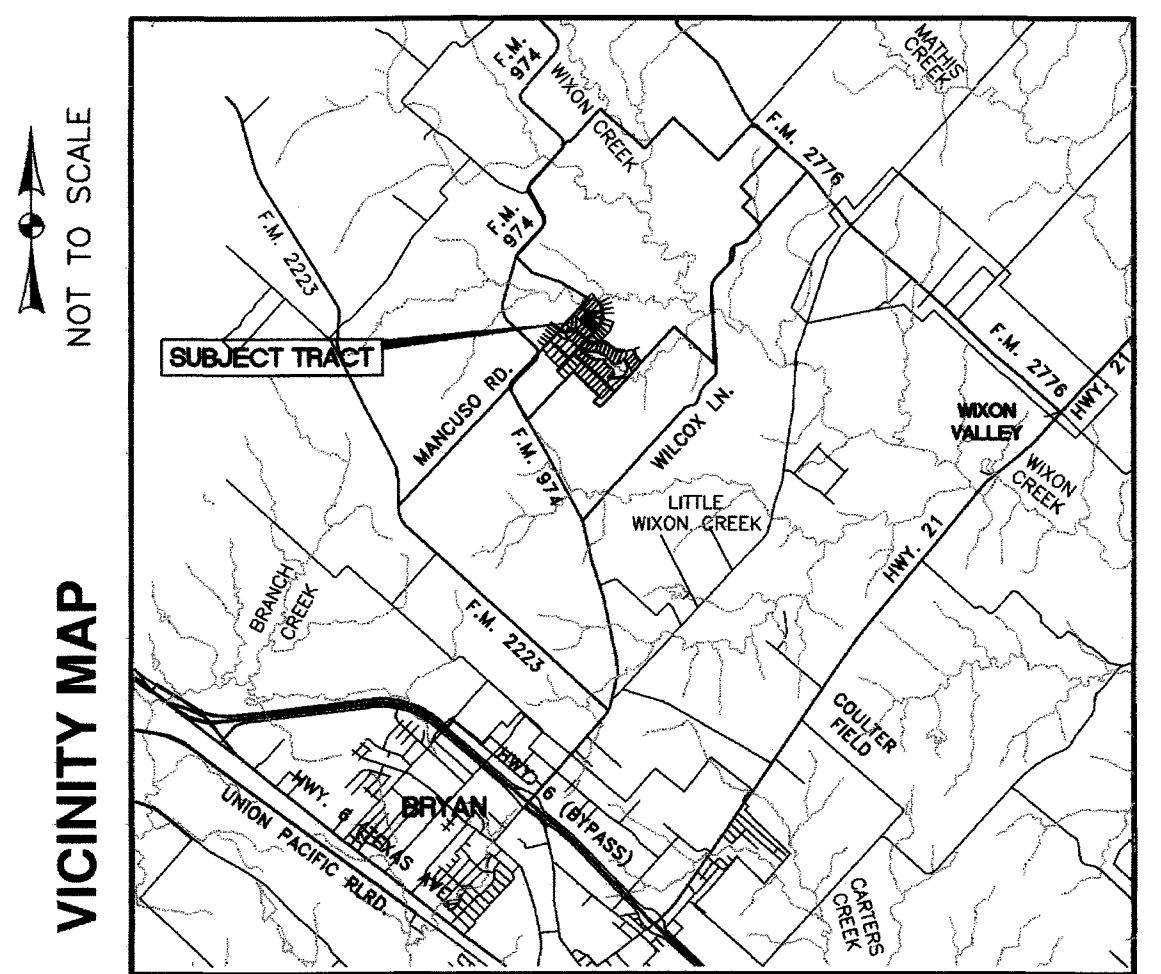 VICINITY MAP
NOT TO SCALE
F.M.
974
WIXON
CREEK
MATHIS
CREEK
F.M. 2776
F.M. 2223
F.M.
974
SUBJECT TRACT
MANCUSO RD.
F.M. 974
WILCOX LN.
F.M. 2776
HWY. 21
WIXON
VALLEY
WIXON
CREEK
LITTLE
WIXON CREEK
HWY. 21
BRANCH
CREEK
F.M. 2223
COULTER
FIELD
HWY. 6 (BYPASS)
HWY. 6 (TEXAS AVE.)
BRYAN
UNION PACIFIC RLRD.
CARTERS
CREEK